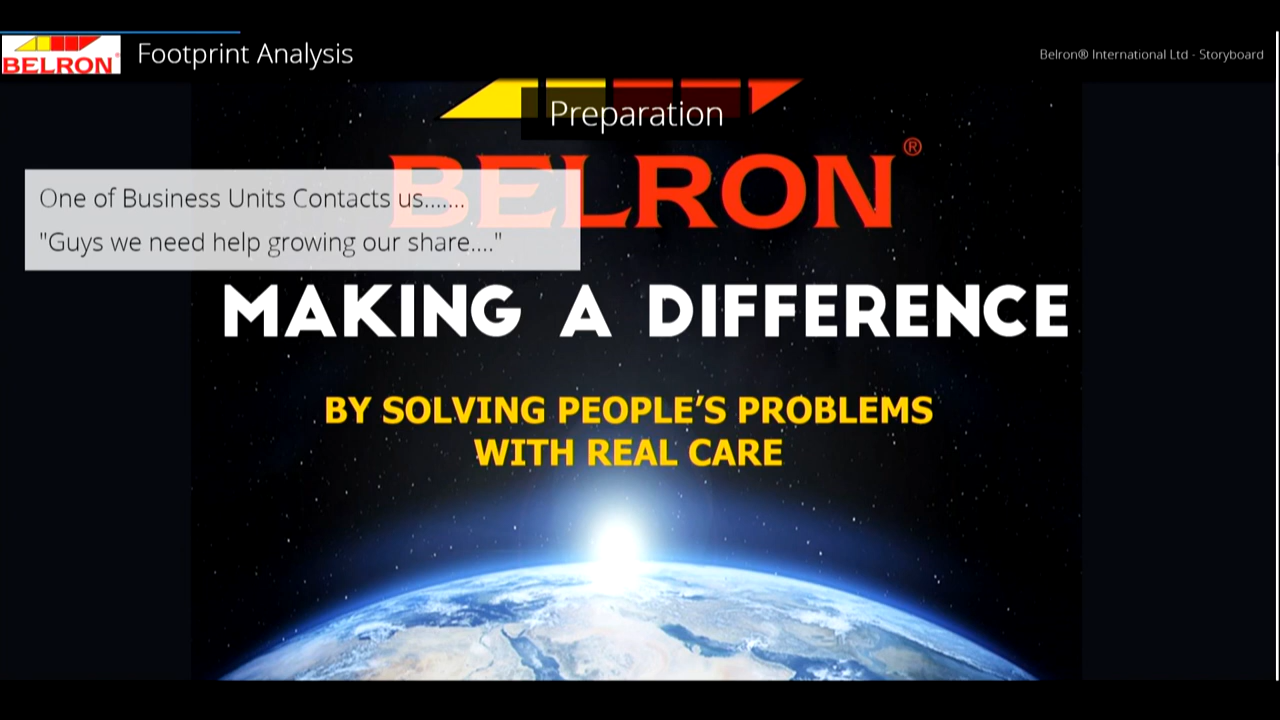 BELRON®
Footprint Analysis
Belron® International Ltd - Storyboard
Preparation
BELRON®
One of Business Units Contacts us.......
"Guys we need help growing our share...."
MAKING A DIFFERENCE
BY SOLVING PEOPLE'S PROBLEMS
WITH REAL CARE